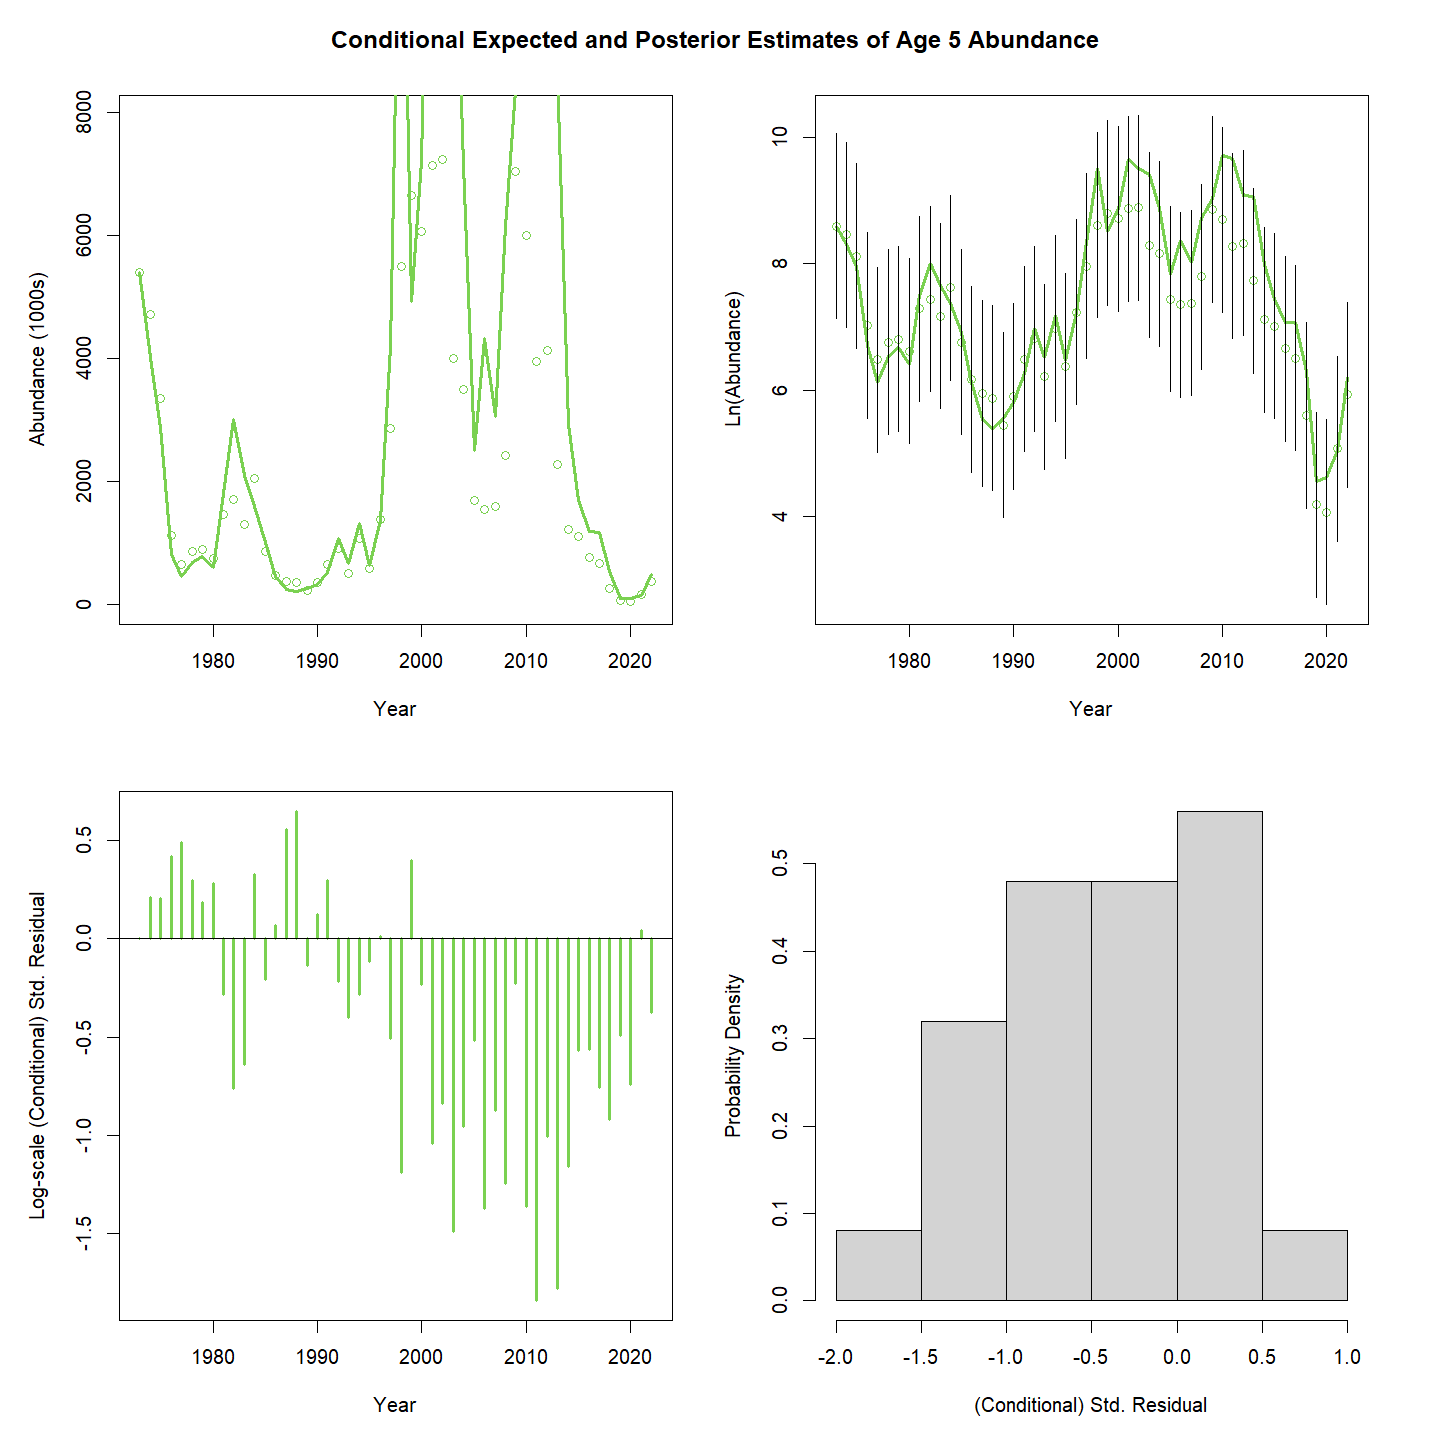 Conditional Expected and Posterior Estimates of Age 5 Abundance
Abundance (1000s)
0
2000
4000
6000
8000
1980 1990 2000 2010 2020
Year
Ln(Abundance)
4
6
8
10
1980 1990 2000 2010 2020
Year
Log-scale (Conditional) Std. Residual
-1.5
-1.0
-0.5
0.0
0.5
1980 1990 2000 2010 2020
Year
Probability Density
0.0
0.1
0.2
0.3
0.4
0.5
-2.0 -1.5 -1.0 -0.5 0.0 0.5 1.0
(Conditional) Std. Residual